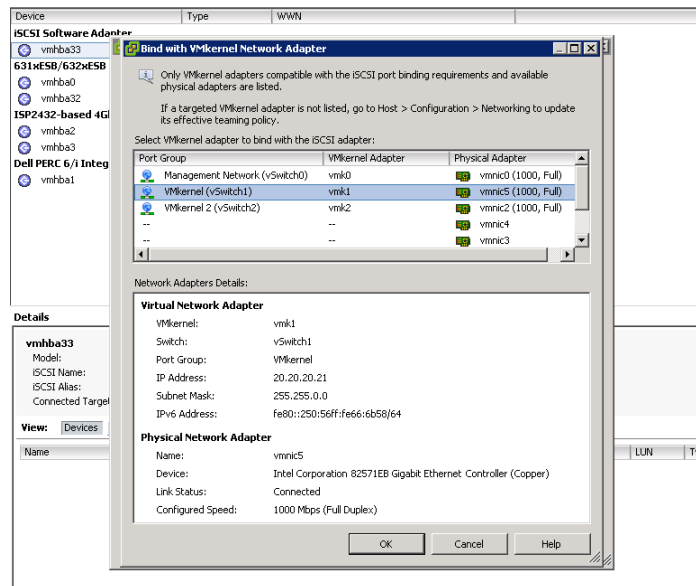 Device Type WWN
iSCSI Software Adapter
vmhba33
631xESB/632xESB
vmhba0
vmhba32
ISP2432-based 4G
vmhba2
vmhba3
Dell PERC 6/i Integ
vmhba1
Bind with VMkernel Network Adapter
Only VMkernel adapters compatible with the iSCSI port binding requirements and available
physical adapters are listed.
If a targeted VMkernel adapter is not listed, go to Host > Configuration > Networking to update
its effective teaming policy.
Select VMkernel adapter to bind with the iSCSI adapter:
Port Group VMkernel Adapter Physical Adapter
Management Network (vSwitch0) vmk0 vmnic0 (1000, Full)
VMkernel (vSwitch1) vmk1 vmnic5 (1000, Full)
VMkernel 2 (vSwitch2) vmk2 vmnic2 (1000, Full)
-- -- vmnic4
-- -- vmnic3
Network Adapters Details:
Virtual Network Adapter
VMkernel: vmk1
Switch: vSwitch1
Port Group: VMkernel
IP Address: 20.20.20.21
Subnet Mask: 255.255.0.0
IPv6 Address: fe80::250:56ff:fe66:6b58/64
Physical Network Adapter
Name: vmnic5
Device: Intel Corporation 82571EB Gigabit Ethernet Controller (Copper)
Link Status: Connected
Configured Speed: 1000 Mbps (Full Duplex)
OK Cancel Help
Details
vmhba33
Model:
iSCSI Name:
iSCSI Alias:
Connected Target
View: Devices
Name LUN T